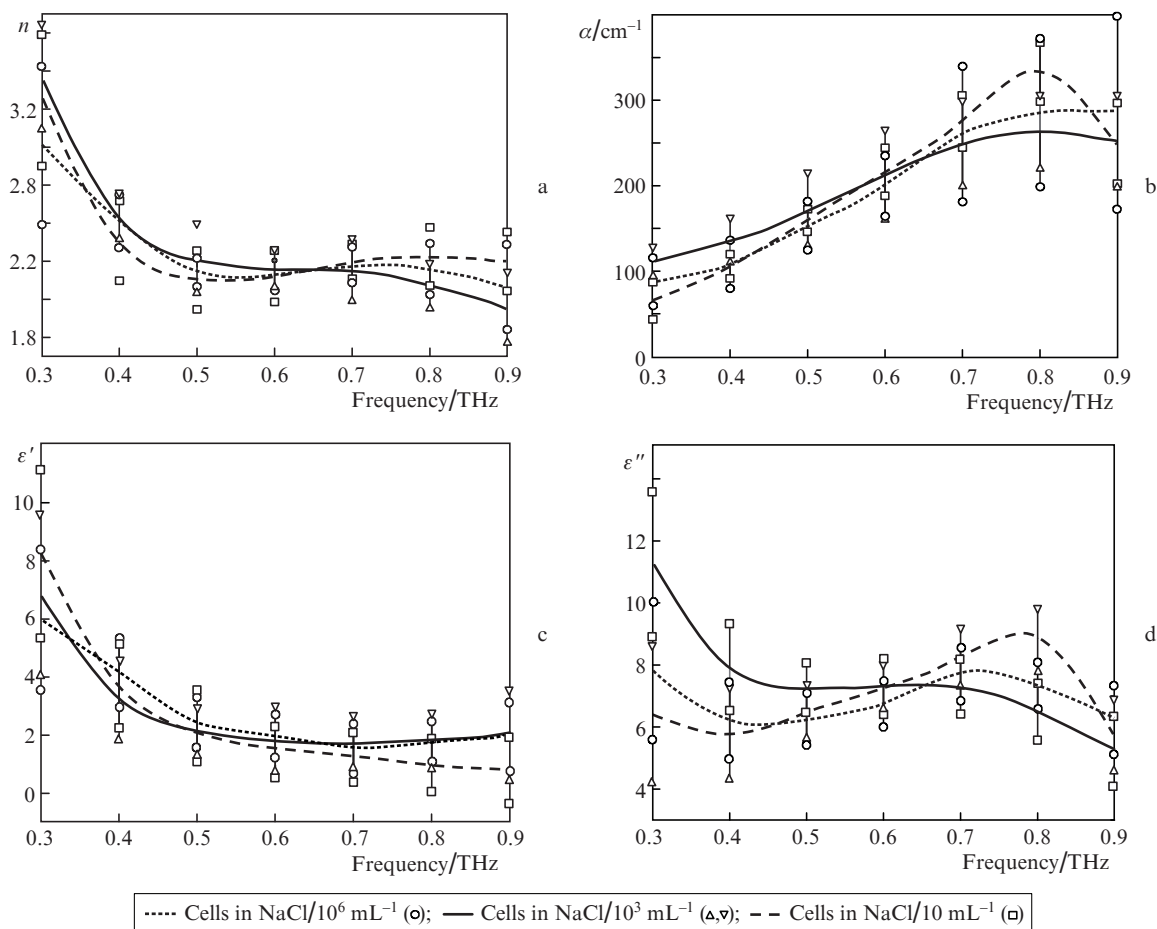 n
3.2
2.8
2.2
1.8
0.3 0.4 0.5 0.6 0.7 0.8 0.9
Frequency/THz
a
α/cm⁻¹
300
200
100
0
0.3 0.4 0.5 0.6 0.7 0.8 0.9
Frequency/THz
b
ε′
10
8
6
4
2
0
0.3 0.4 0.5 0.6 0.7 0.8 0.9
Frequency/THz
c
ε″
12
10
8
6
4
0.3 0.4 0.5 0.6 0.7 0.8 0.9
Frequency/THz
d
Cells in NaCl/10⁶ mL⁻¹ (○); Cells in NaCl/10³ mL⁻¹ (△,▽); Cells in NaCl/10 mL⁻¹ (□)